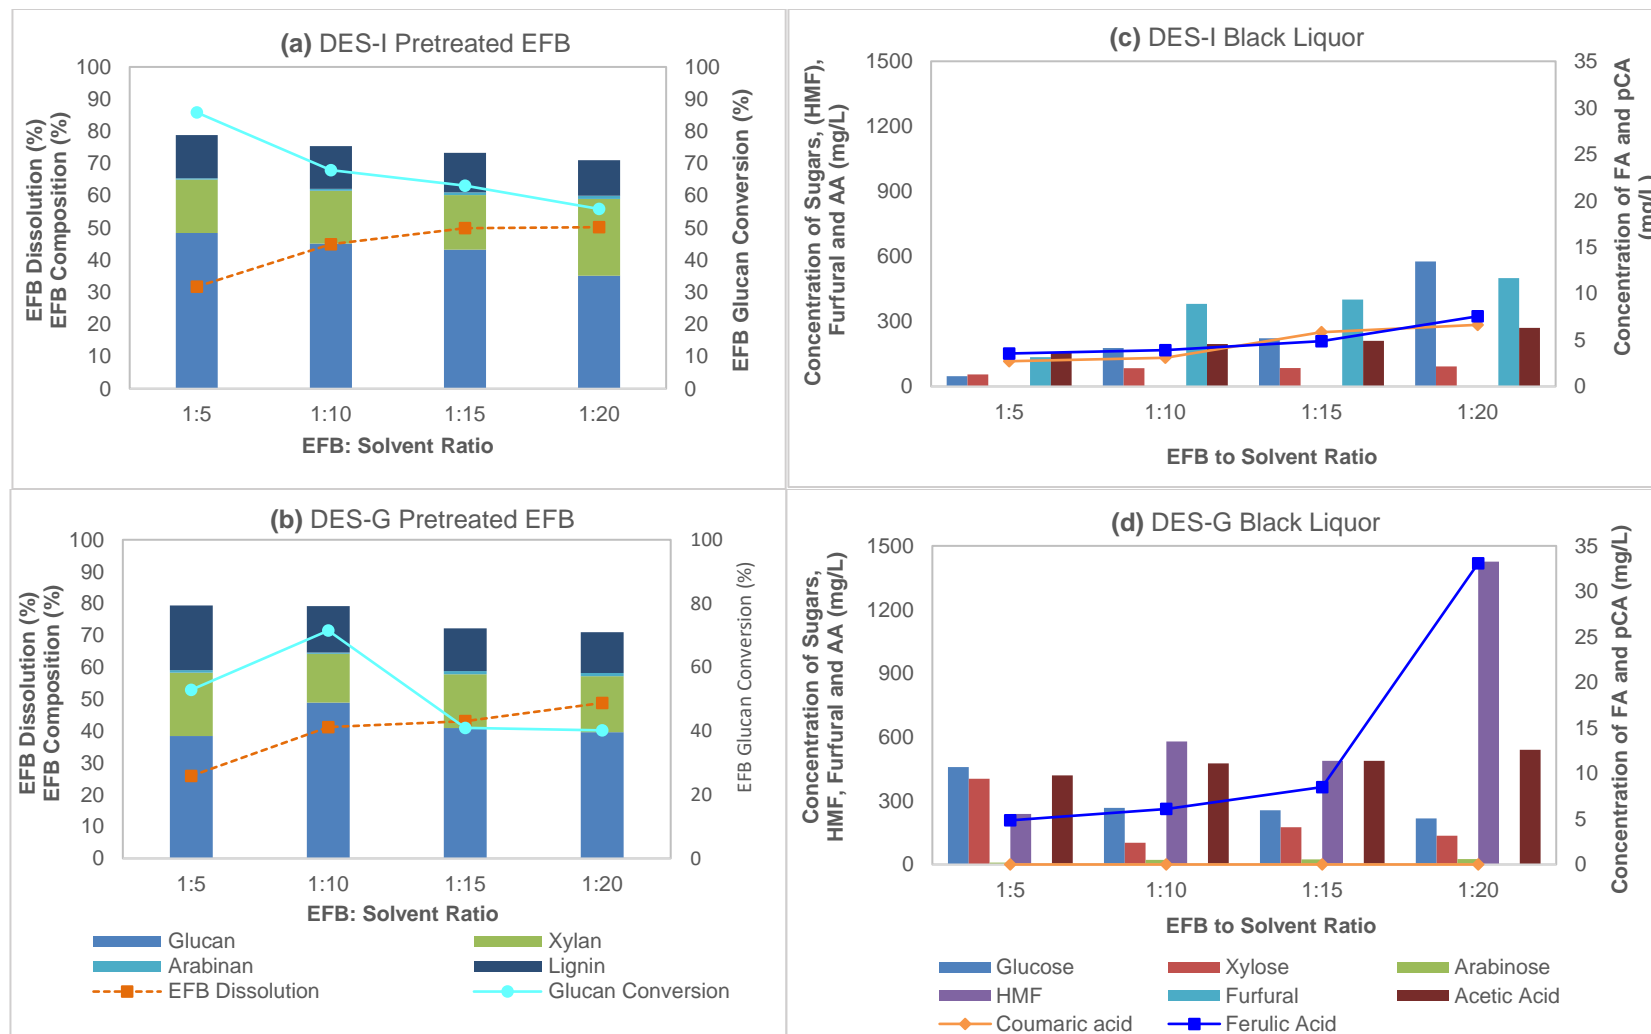 (a) DES-I Pretreated EFB
100
90
80
70
60
50
40
30
20
10
0
EFB Dissolution (%)
EFB Composition (%)
100
90
80
70
60
50
40
30
20
10
0
EFB Glucan Conversion (%)
1:5
1:10
1:15
1:20
EFB: Solvent Ratio
(c) DES-I Black Liquor
1500
1200
900
600
300
0
Concentration of Sugars, (HMF),
Furfural and AA (mg/L)
35
30
25
20
15
10
5
0
Concentration of FA and pCA
(mg/L)
1:5
1:10
1:15
1:20
EFB to Solvent Ratio
(b) DES-G Pretreated EFB
100
90
80
70
60
50
40
30
20
10
0
EFB Dissolution (%)
EFB Composition (%)
100
80
60
40
20
0
EFB Glucan Conversion (%)
1:5
1:10
1:15
1:20
EFB: Solvent Ratio
Glucan
Xylan
Arabinan
Lignin
EFB Dissolution
Glucan Conversion
(d) DES-G Black Liquor
1500
1200
900
600
300
0
Concentration of Sugars,
HMF, Furfural and AA (mg/L)
35
30
25
20
15
10
5
0
Concentration of FA and pCA (mg/L)
1:5
1:10
1:15
1:20
EFB to Solvent Ratio
Glucose
Xylose
Arabinose
HMF
Furfural
Acetic Acid
Coumaric acid
Ferulic Acid